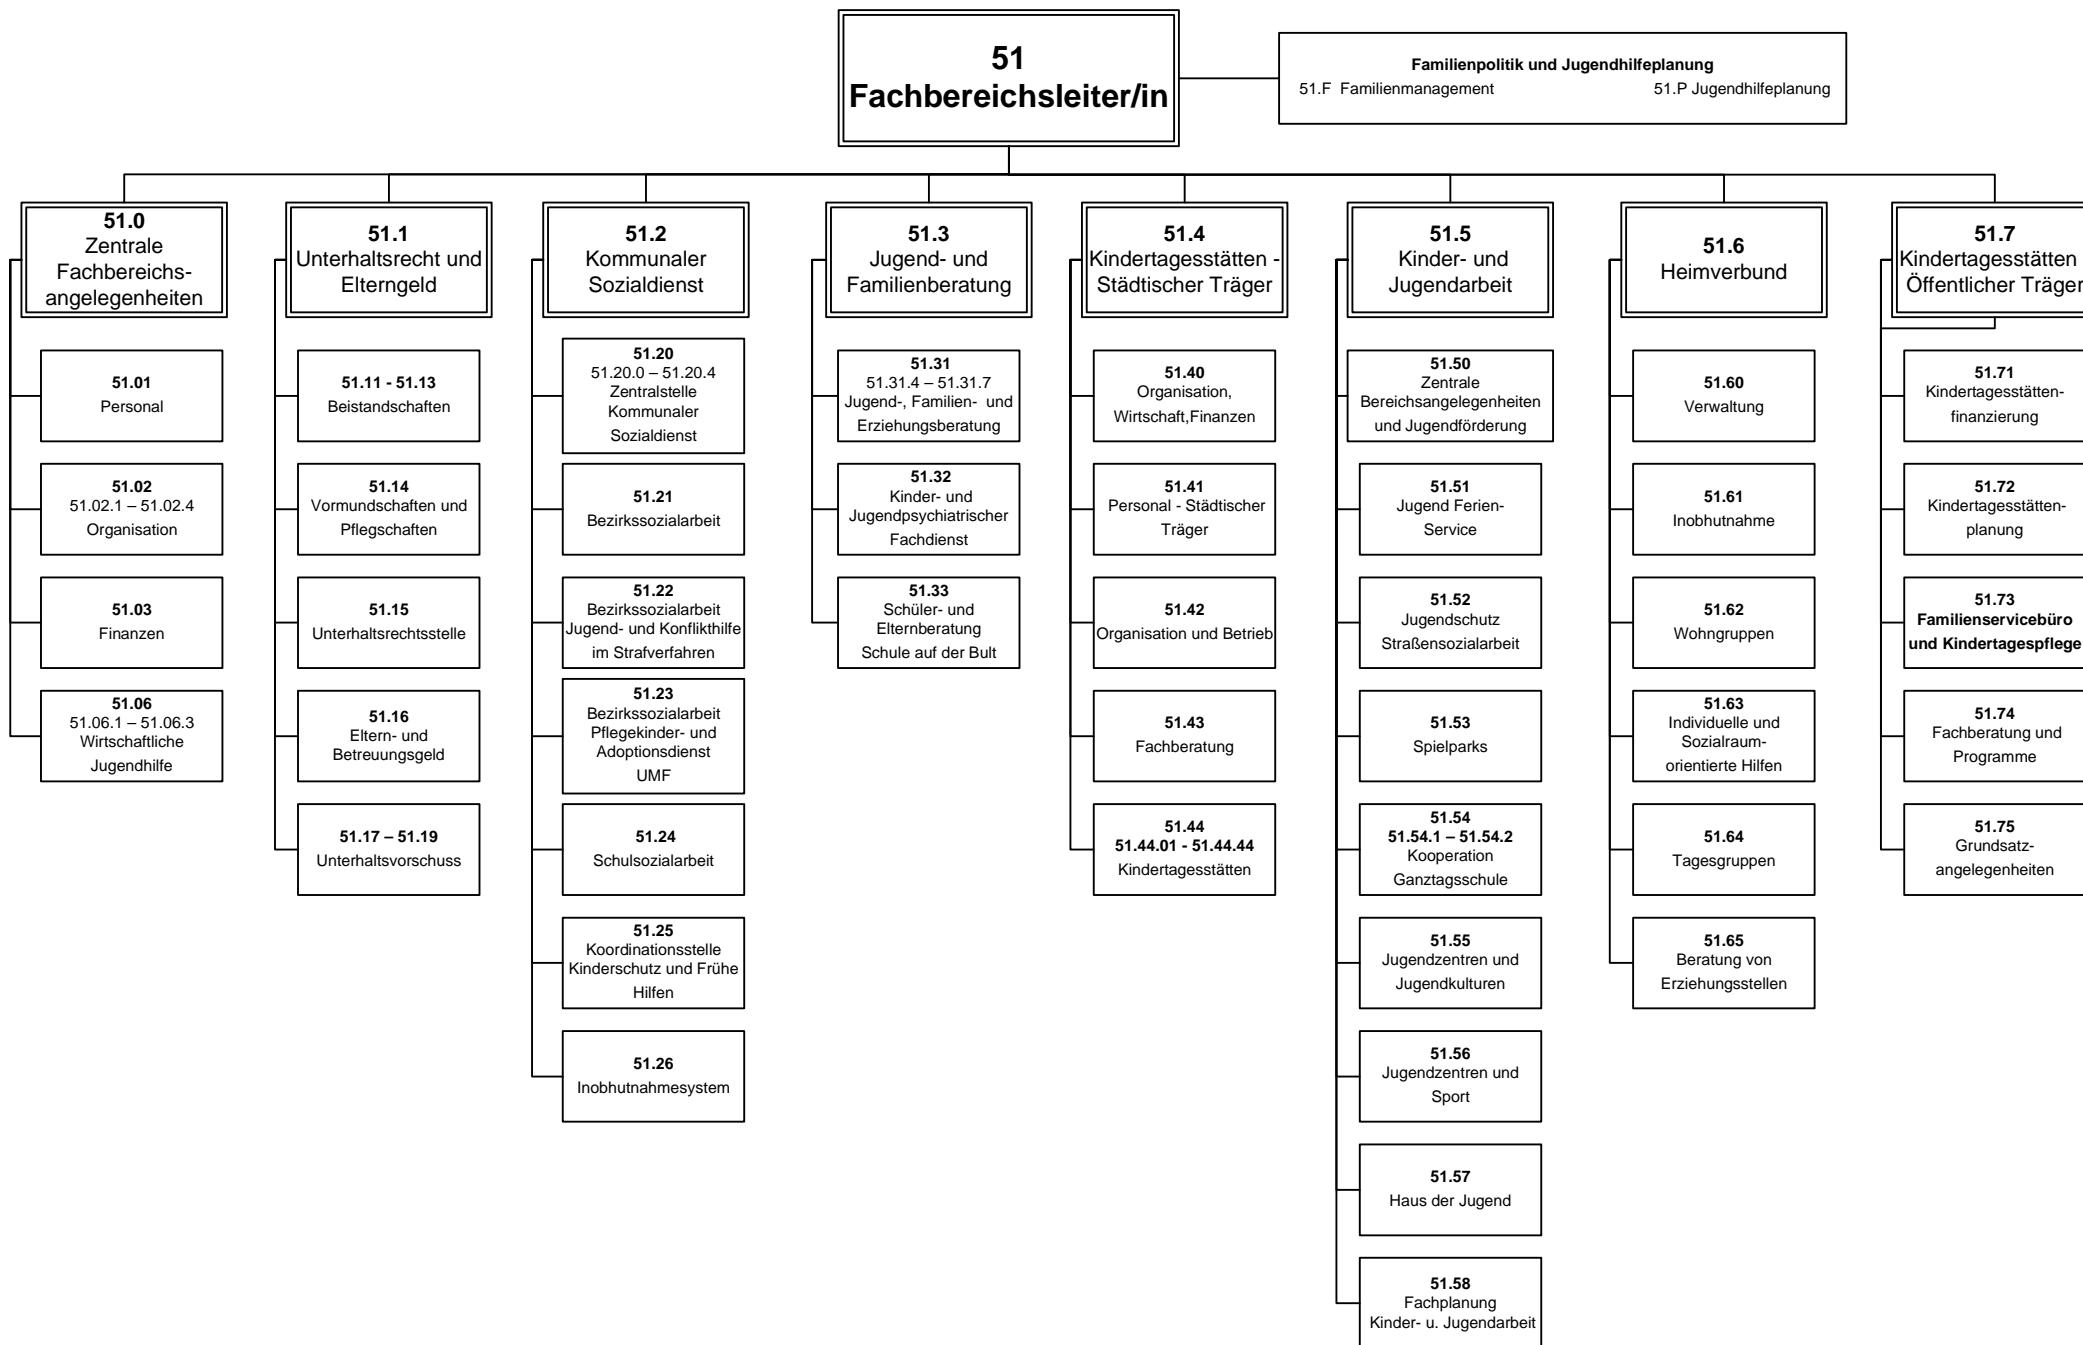 51
Fachbereichsleiter/in
Familienpolitik und Jugendhilfeplanung
51.F Familienmanagement 51.P Jugendhilfeplanung
51.0
Zentrale
Fachbereichs-
angelegenheiten
51.01
Personal
51.02
51.02.1 – 51.02.4
Organisation
51.03
Finanzen
51.06
51.06.1 – 51.06.3
Wirtschaftliche
Jugendhilfe
51.1
Unterhaltsrecht und
Elterngeld
51.11 - 51.13
Beistandschaften
51.14
Vormundschaften und
Pflegschaften
51.15
Unterhaltsrechtsstelle
51.16
Eltern- und
Betreuungsgeld
51.17 – 51.19
Unterhaltsvorschuss
51.2
Kommunaler
Sozialdienst
51.20
51.20.0 – 51.20.4
Zentralstelle
Kommunaler
Sozialdienst
51.21
Bezirkssozialarbeit
51.22
Bezirkssozialarbeit
Jugend- und Konflikthilfe
im Strafverfahren
51.23
Bezirkssozialarbeit
Pflegekinder- und
Adoptionsdienst
UMF
51.24
Schulsozialarbeit
51.25
Koordinationsstelle
Kinderschutz und Frühe
Hilfen
51.26
Inobhutnahmesystem
51.3
Jugend- und
Familienberatung
51.31
51.31.4 – 51.31.7
Jugend-, Familien- und
Erziehungsberatung
51.32
Kinder- und
Jugendpsychiatrischer
Fachdienst
51.33
Schüler- und
Elternberatung
Schule auf der Bult
51.4
Kindertagesstätten -
Städtischer Träger
51.40
Organisation,
Wirtschaft,Finanzen
51.41
Personal - Städtischer
Träger
51.42
Organisation und Betrieb
51.43
Fachberatung
51.44
51.44.01 - 51.44.44
Kindertagesstätten
51.5
Kinder- und
Jugendarbeit
51.50
Zentrale
Bereichsangelegenheiten
und Jugendförderung
51.51
Jugend Ferien-
Service
51.52
Jugendschutz
Straßensozialarbeit
51.53
Spielparks
51.54
51.54.1 – 51.54.2
Kooperation
Ganztagsschule
51.55
Jugendzentren und
Jugendkulturen
51.56
Jugendzentren und
Sport
51.57
Haus der Jugend
51.58
Fachplanung
Kinder- u. Jugendarbeit
51.6
Heimverbund
51.60
Verwaltung
51.61
Inobhutnahme
51.62
Wohngruppen
51.63
Individuelle und
Sozialraum-
orientierte Hilfen
51.64
Tagesgruppen
51.65
Beratung von
Erziehungsstellen
51.7
Kindertagesstätten
Öffentlicher Träger
51.71
Kindertagesstätten-
finanzierung
51.72
Kindertagesstätten-
planung
51.73
Familienservicebüro
und Kindertagespflege
51.74
Fachberatung und
Programme
51.75
Grundsatz-
angelegenheiten